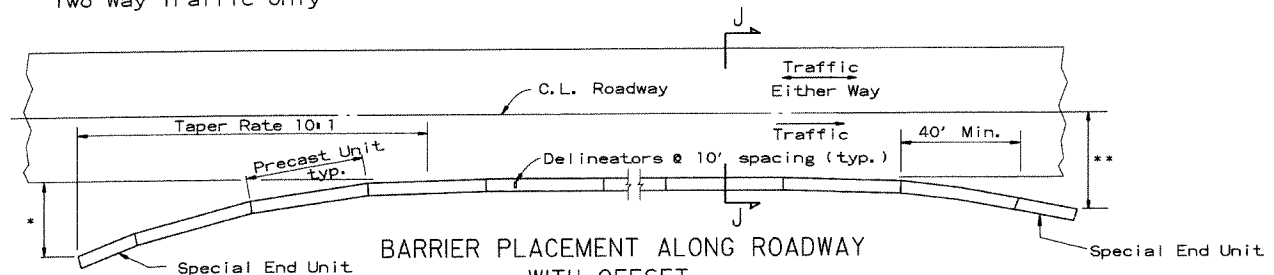 Two Way Traffic Only
J
Traffic
Either Way
C.L. Roadway
Taper Rate 10:1
Traffic
40' Min.
Precast Unit
typ.
Delineators @ 10' spacing (typ.)
*
**
J
BARRIER PLACEMENT ALONG ROADWAY
WITH OFFSET
Special End Unit
Special End Unit